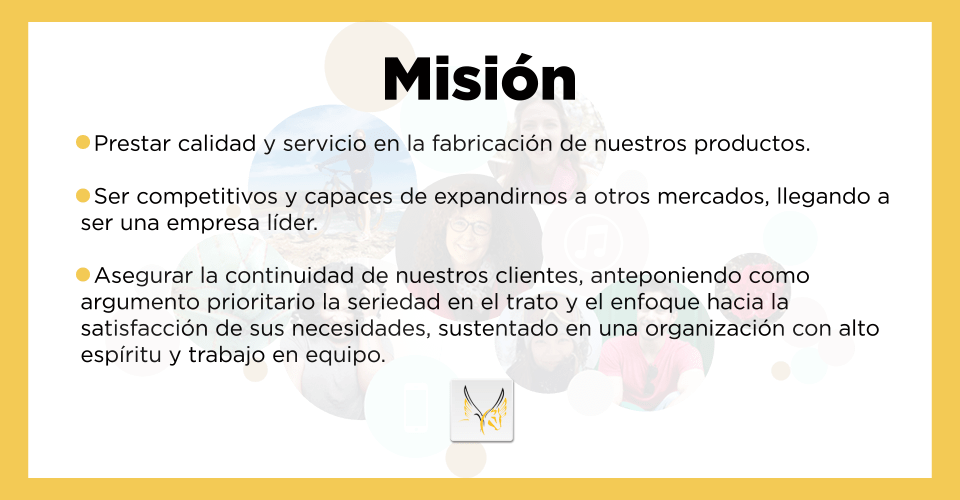 Misión
Prestar calidad y servicio en la fabricación de nuestros productos.
Ser competitivos y capaces de expandirnos a otros mercados, llegando a
ser una empresa líder.
Asegurar la continuidad de nuestros clientes, anteponiendo como
argumento prioritario la seriedad en el trato y el enfoque hacia la
satisfacción de sus necesidades, sustentado en una organización con alto
espíritu y trabajo en equipo.